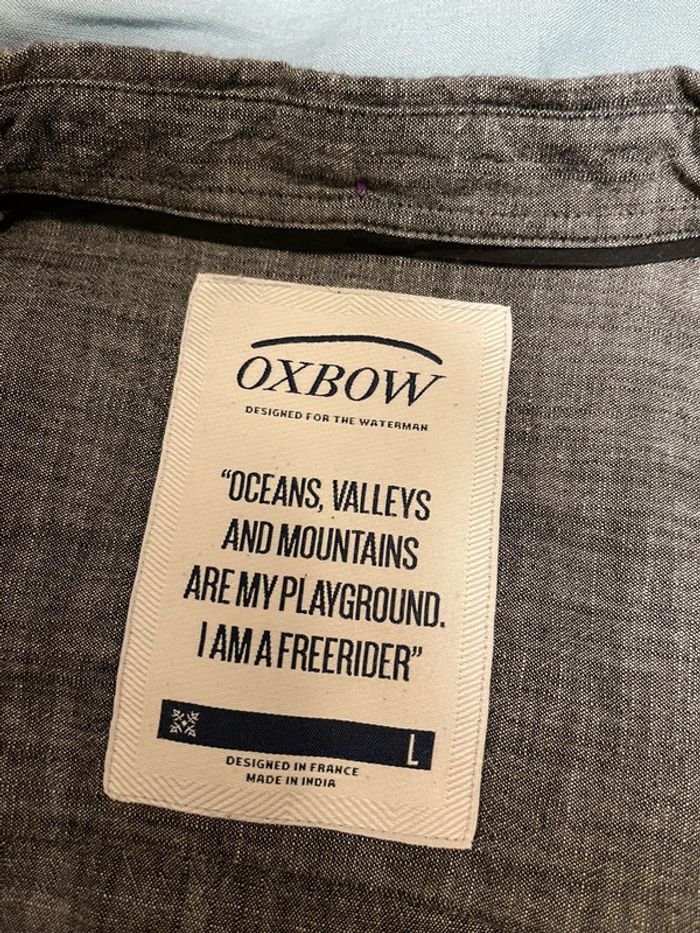 OXBOW
DESIGNED FOR THE WATERMAN
“OCEANS, VALLEYS
AND MOUNTAINS
ARE MY PLAYGROUND.
I AM A FREERIDER”
L
DESIGNED IN FRANCE
MADE IN INDIA